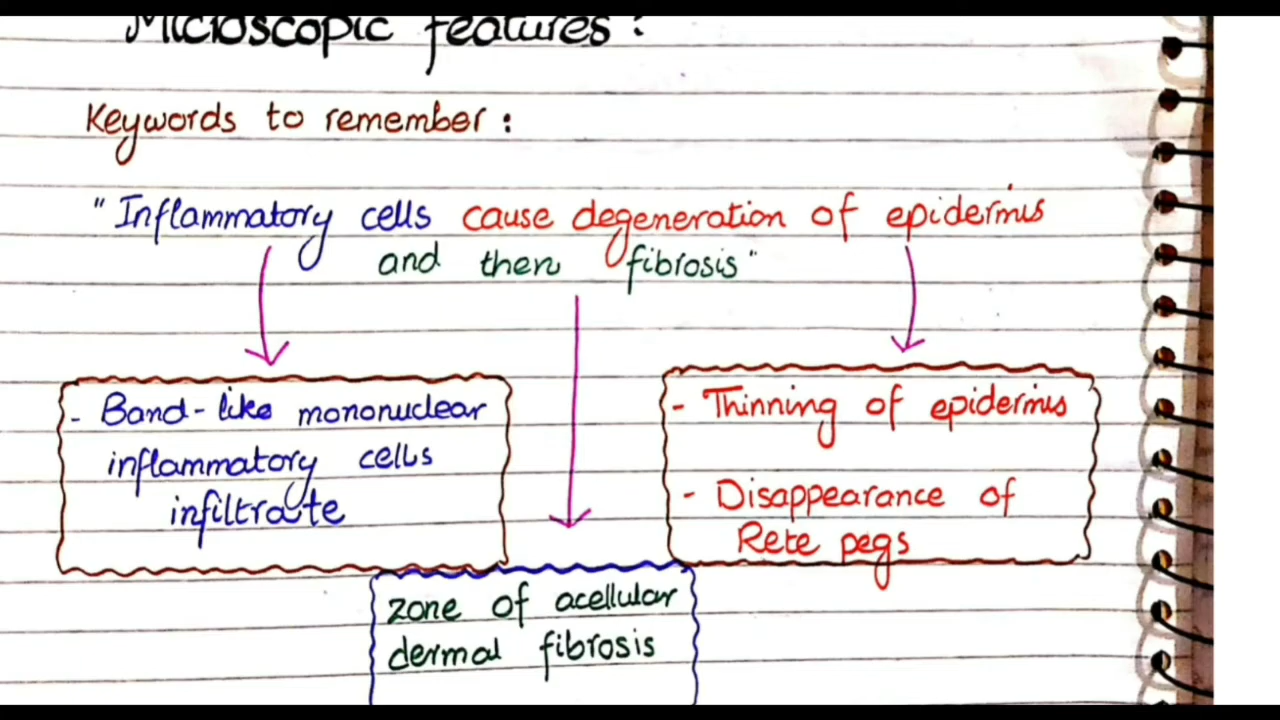 Microscopic features :
Keywords to remember :
"Inflammatory cells cause degeneration of epidermis
and then fibrosis"
- Band-like mononuclear
inflammatory cells
infiltrate
- Thinning of epidermis
- Disappearance of
Rete pegs
zone of acellular
dermal fibrosis